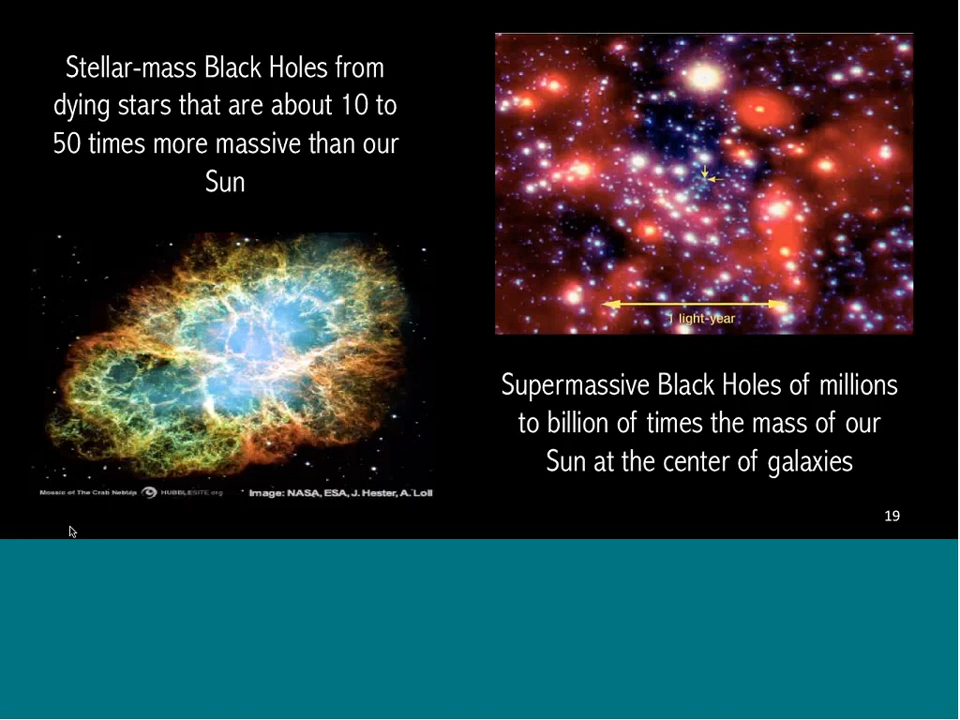 Stellar-mass Black Holes from
dying stars that are about 10 to
50 times more massive than our
Sun
Mosaic of The Crab Nebula HUBBLESITE.org Image: NASA, ESA, J. Hester, A. Loll
1 light-year
Supermassive Black Holes of millions
to billion of times the mass of our
Sun at the center of galaxies
19